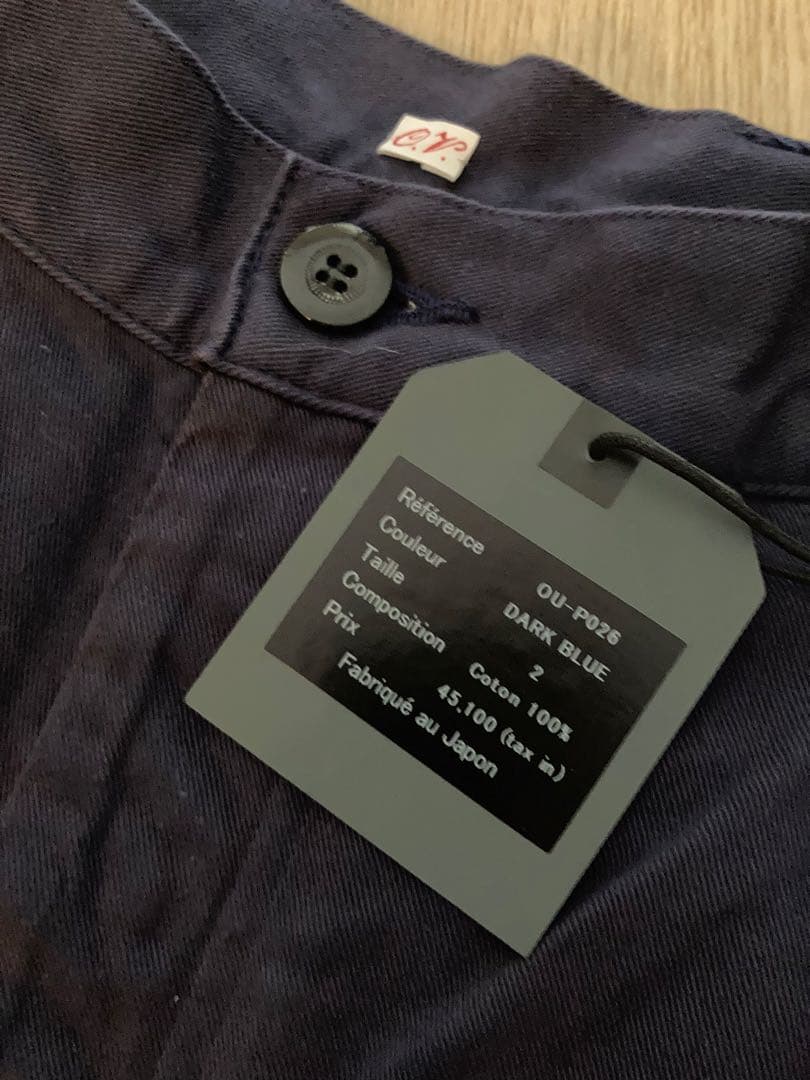 O.V.
Référence OU-P026
Couleur DARK BLUE
Taille 2
Composition Coton 100%
Prix 45,100 (tax in)
Fabriqué au Japon